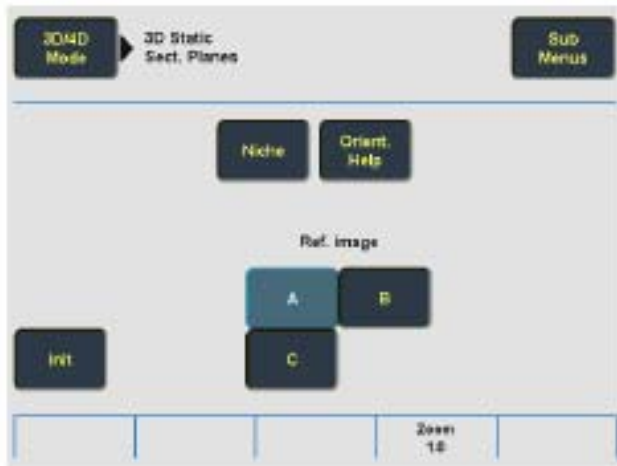 3D/4D
Mode
3D Static
Sect. Planes
Sub
Menus
Niche
Orient.
Help
Ref. image
A
B
Init
C
Zoom
1.0